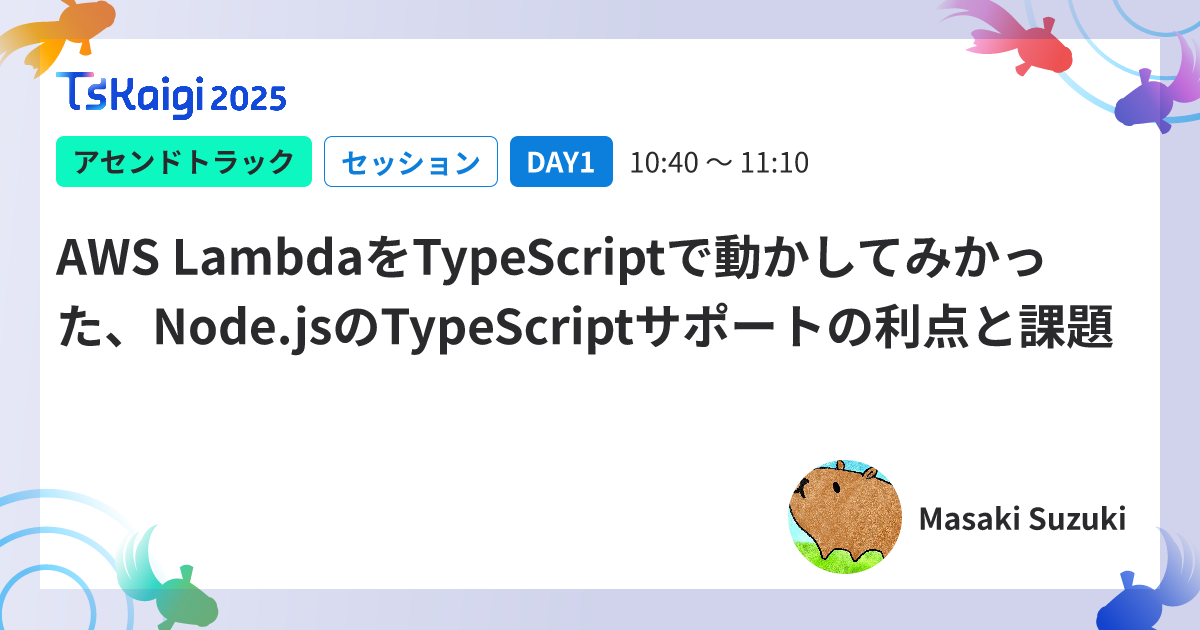 TSKaigi 2025
アセンドトラック セッション DAY1 10:40 〜 11:10
AWS LambdaをTypeScriptで動かしてみかっ
た、Node.jsのTypeScriptサポートの利点と課題
Masaki Suzuki